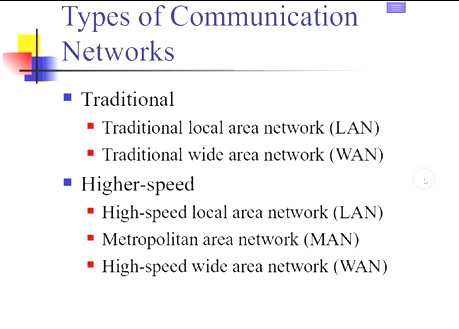 Types of Communication
Networks
Traditional
Traditional local area network (LAN)
Traditional wide area network (WAN)
Higher-speed
High-speed local area network (LAN)
Metropolitan area network (MAN)
High-speed wide area network (WAN)